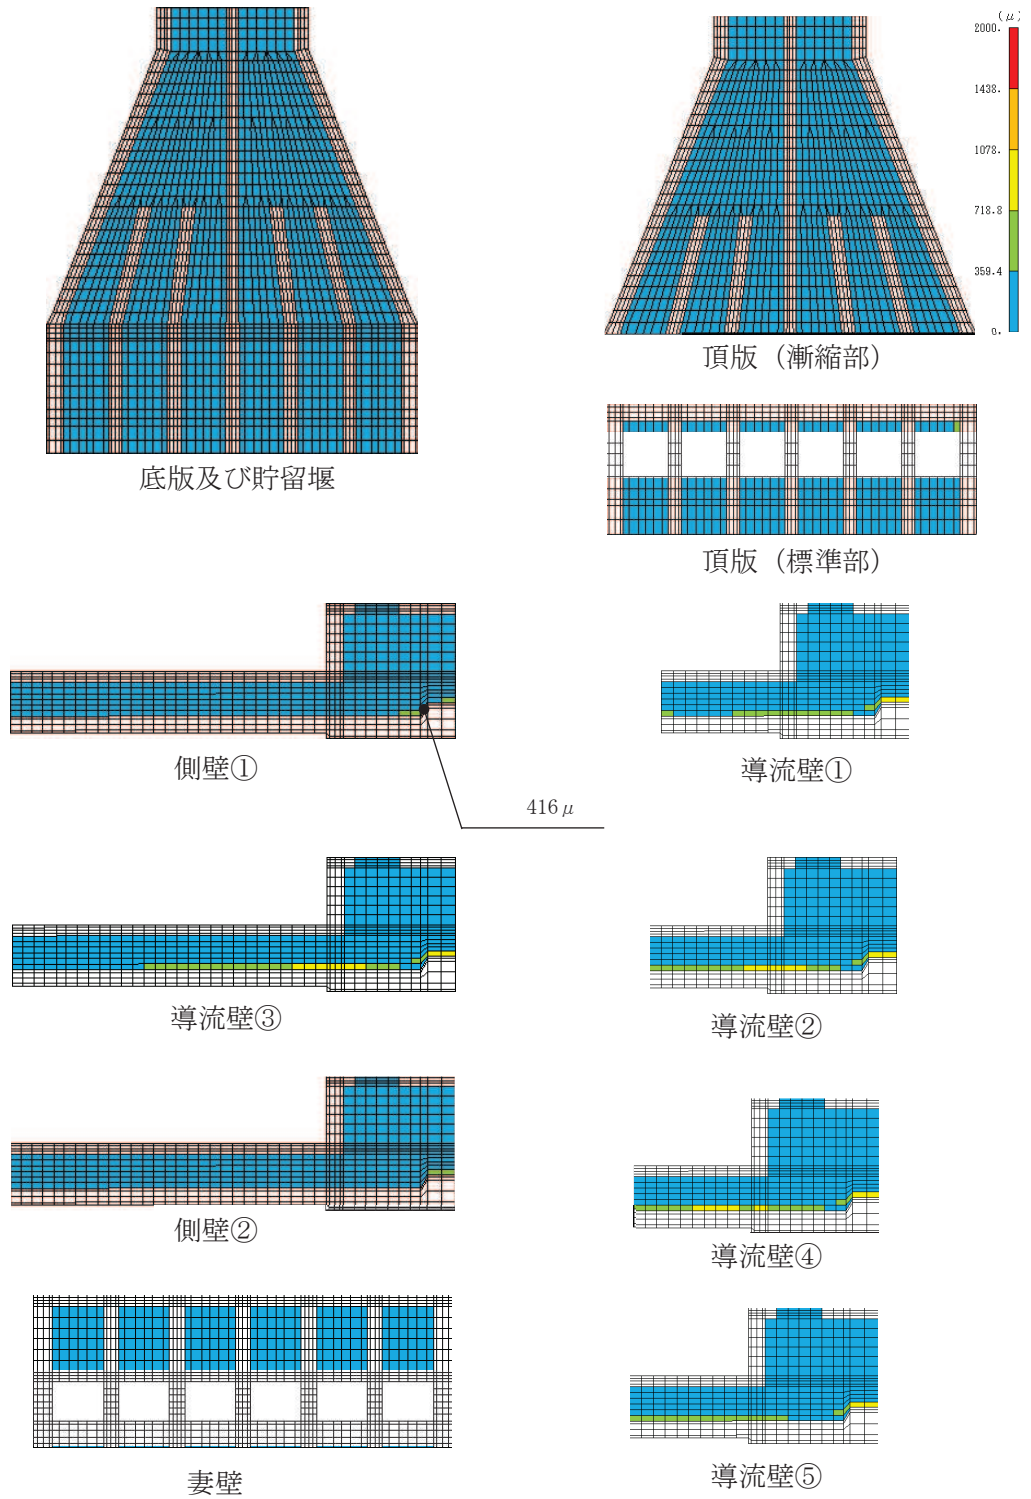 (μ)
2000.
1438.
1078.
718.8
359.4
0.
頂版（漸縮部）
底版及び貯留堰
頂版（標準部）
側壁①
導流壁①
416μ
導流壁③
導流壁②
側壁②
導流壁④
妻壁
導流壁⑤